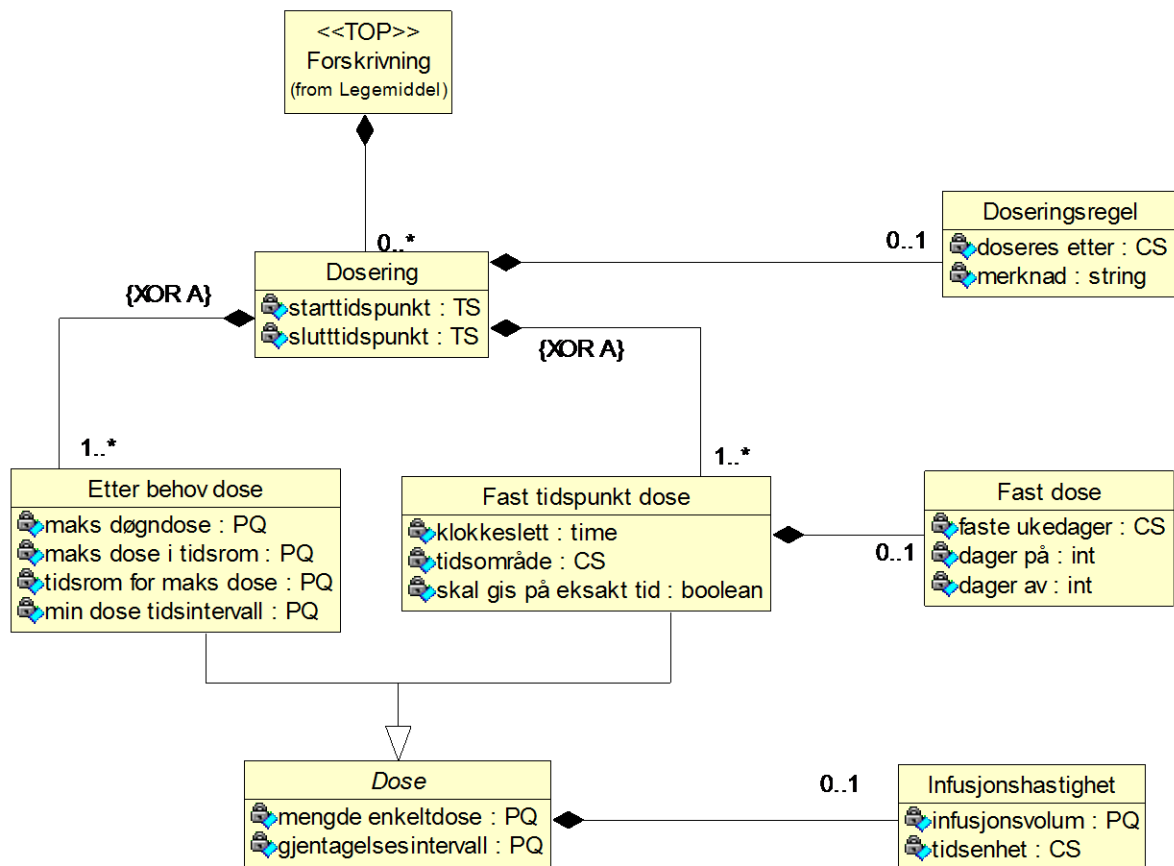 <<TOP>>
Forskrivning
(from Legemiddel)
0..*
Dosering
starttidspunkt : TS
slutttidspunkt : TS
0..1
Doseringsregel
doseres etter : CS
merknad : string
{XOR A}
{XOR A}
1..*
Etter behov dose
maks døgndose : PQ
maks dose i tidsrom : PQ
tidsrom for maks dose : PQ
min dose tidsintervall : PQ
1..*
Fast tidspunkt dose
klokkeslett : time
tidsområde : CS
skal gis på eksakt tid : boolean
0..1
Fast dose
faste ukedager : CS
dager på : int
dager av : int
Dose
mengde enkeltdose : PQ
gjentagelsesintervall : PQ
0..1
Infusjonshastighet
infusjonsvolum : PQ
tidsenhet : CS